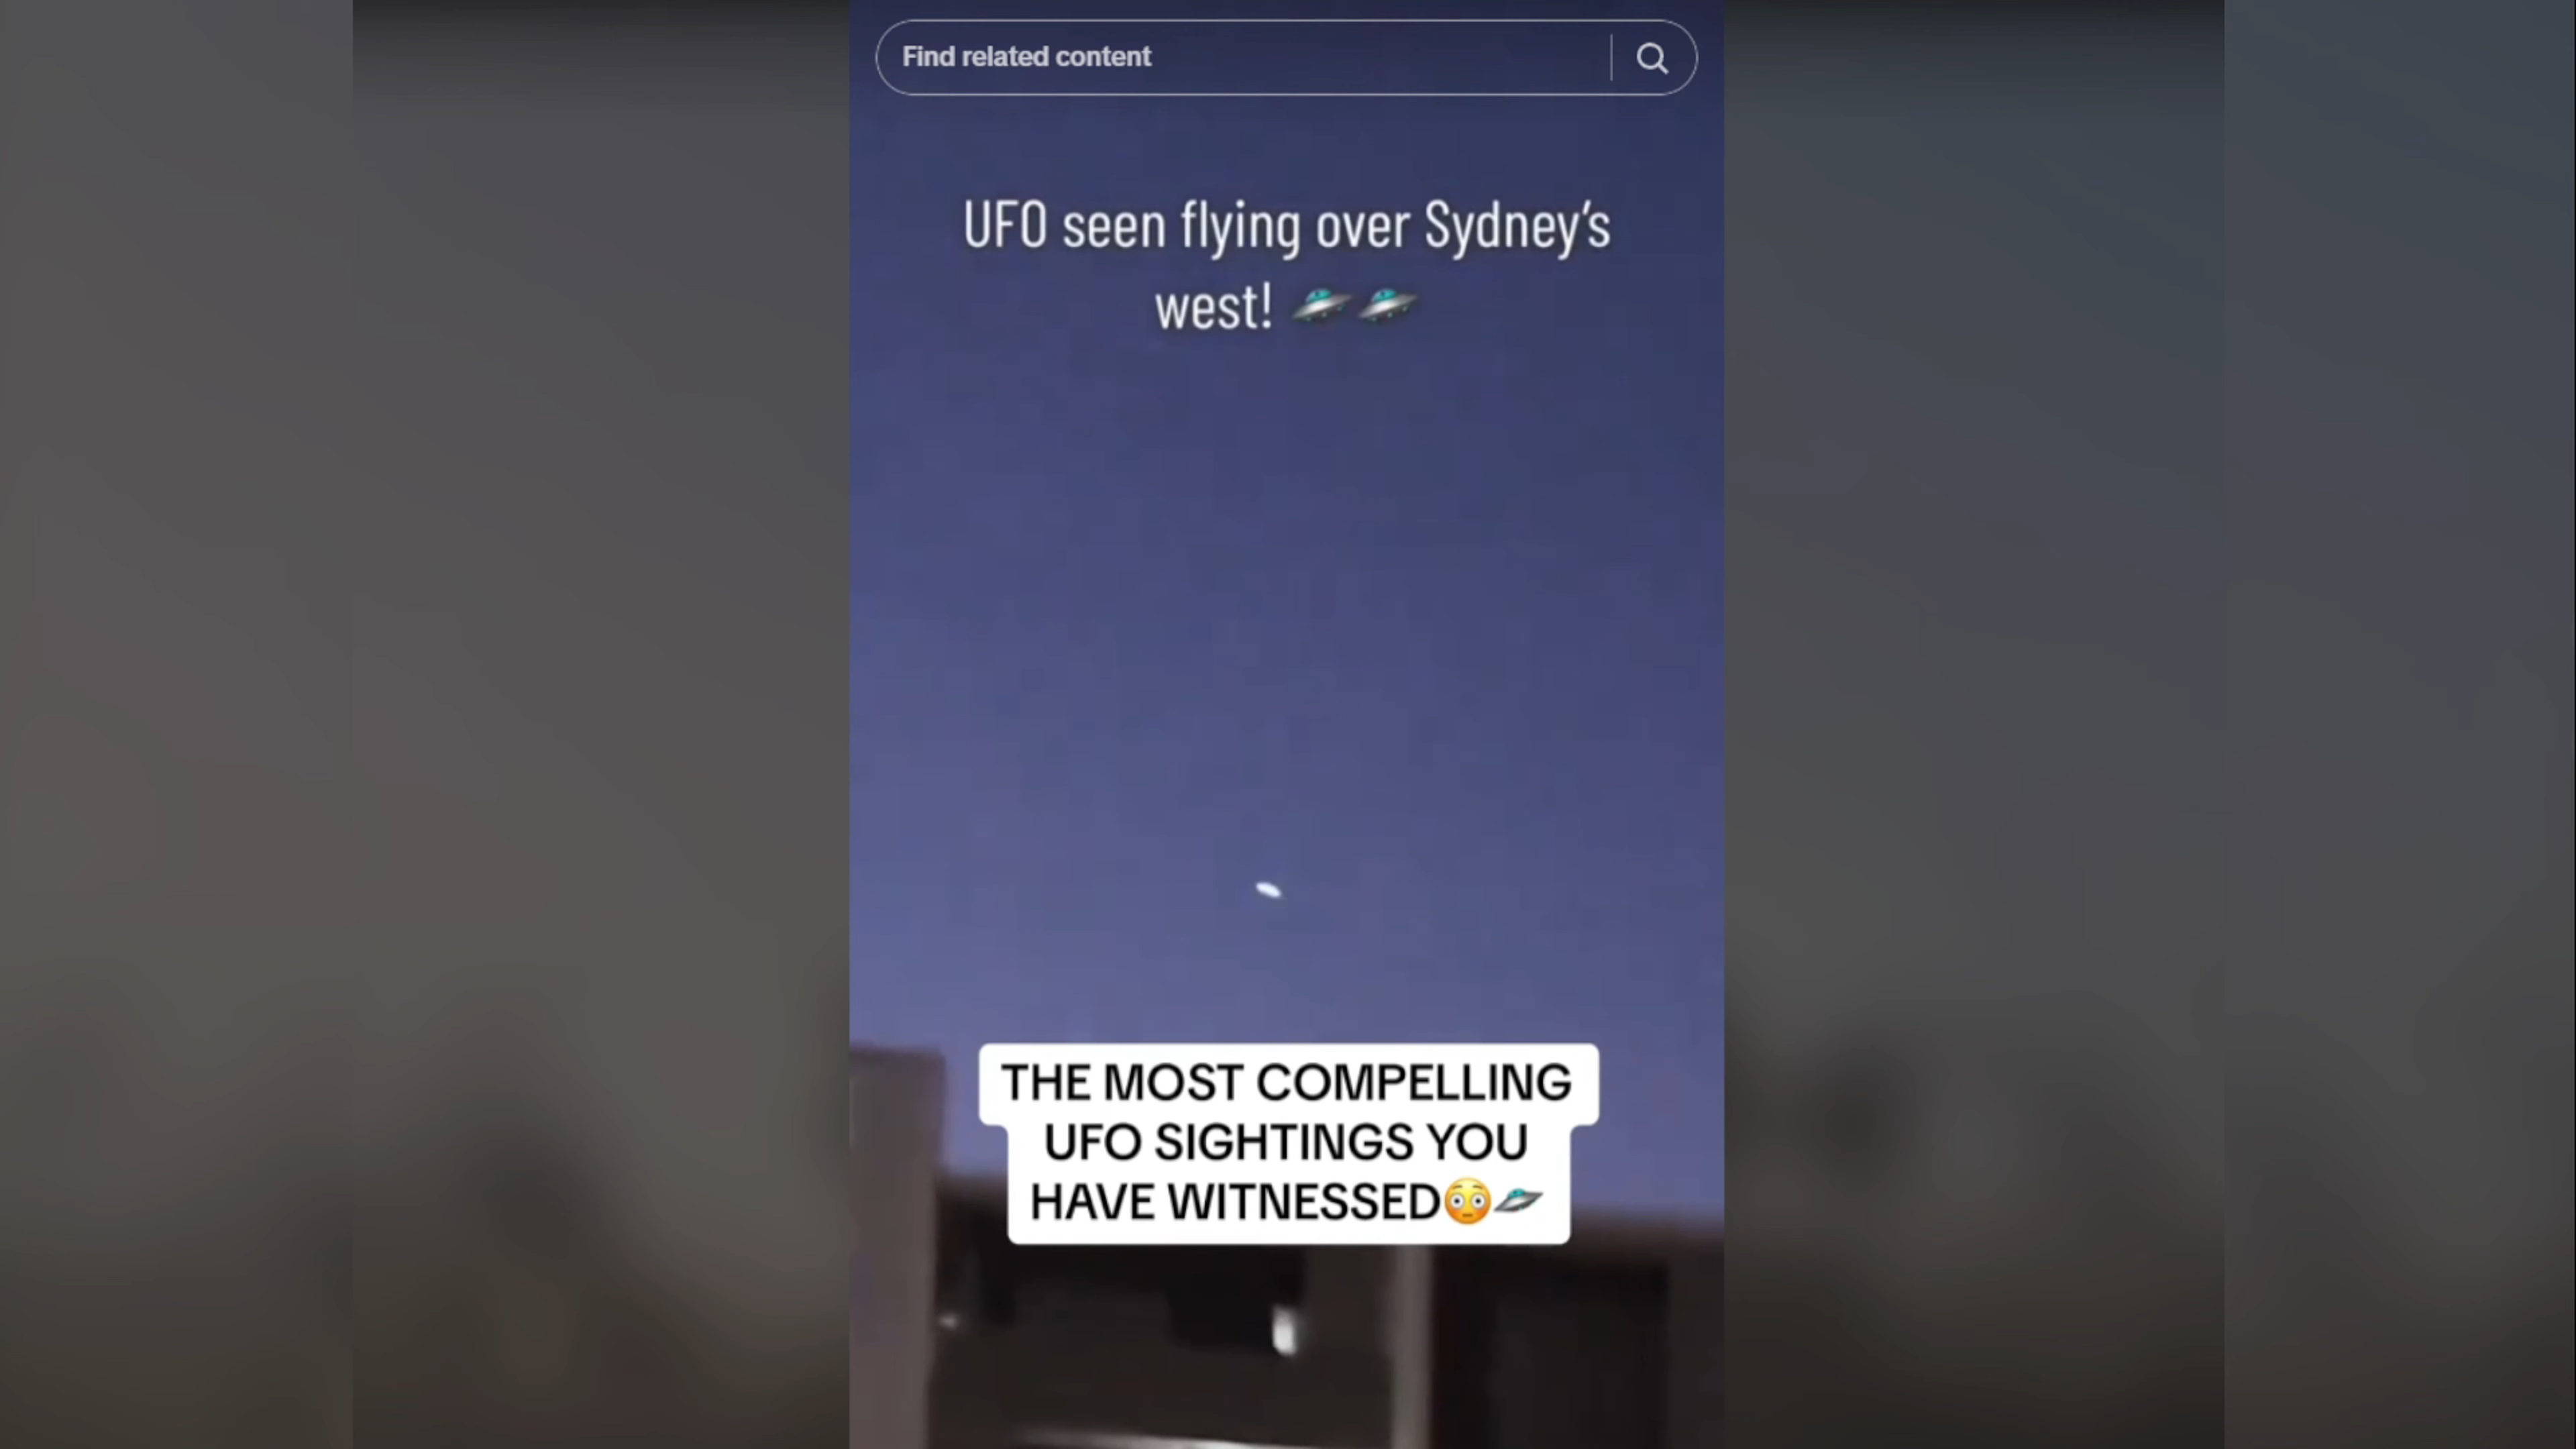 Find related content
UFO seen flying over Sydney’s
west! 🛸🛸
THE MOST COMPELLING
UFO SIGHTINGS YOU
HAVE WITNESSED😳🛸